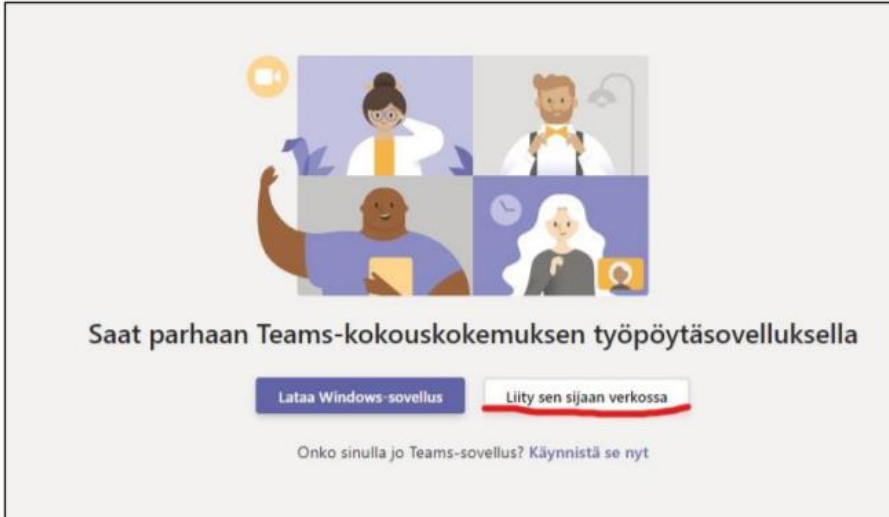 Saat parhaan Teams-kokouskokemuksen työpöytäsovelluksella
Lataa Windows-sovellus
Liity sen sijaan verkossa
Onko sinulla jo Teams-sovellus? Käynnistä se nyt